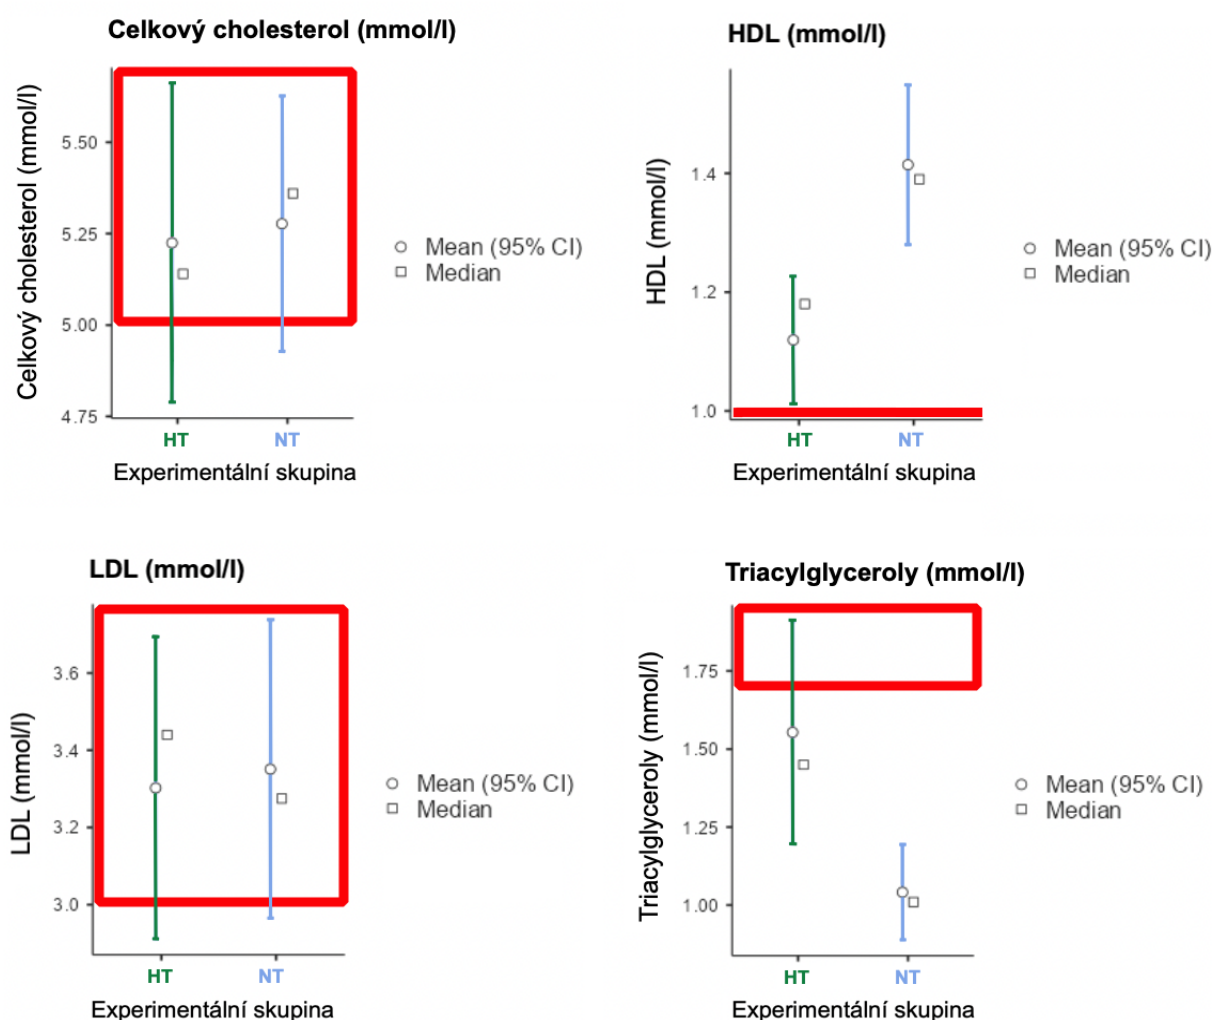 Celkový cholesterol (mmol/l)
Celkový cholesterol (mmol/l)
5.50
5.25
5.00
4.75
HT NT
Experimentální skupina
Mean (95% CI)
Median
HDL (mmol/l)
HDL (mmol/l)
1.4
1.2
1.0
HT NT
Experimentální skupina
Mean (95% CI)
Median
LDL (mmol/l)
LDL (mmol/l)
3.6
3.4
3.2
3.0
HT NT
Experimentální skupina
Mean (95% CI)
Median
Triacylglyceroly (mmol/l)
Triacylglyceroly (mmol/l)
1.75
1.50
1.25
1.00
HT NT
Experimentální skupina
Mean (95% CI)
Median